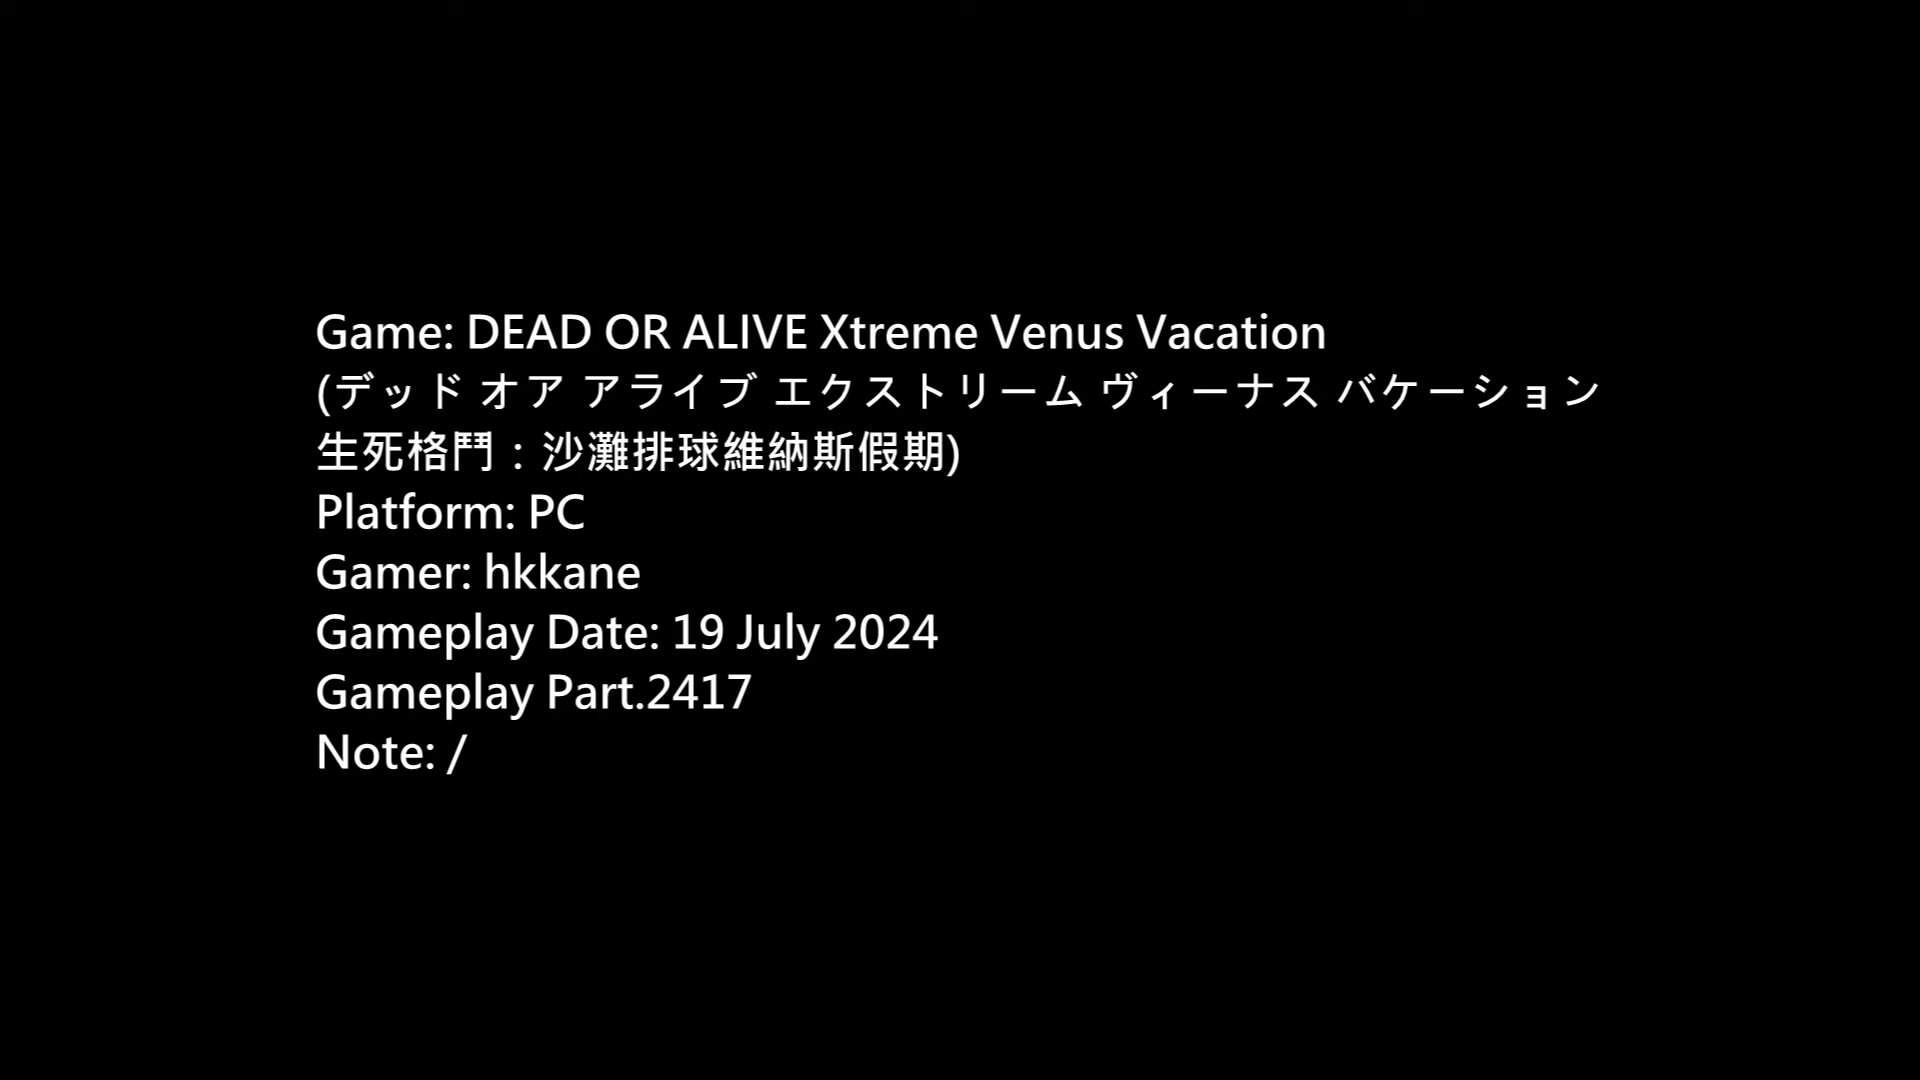 Game: DEAD OR ALIVE Xtreme Venus Vacation
(デッド オア アライブ エクストリーム ヴィーナス バケーション
生死格鬥：沙灘排球維納斯假期)
Platform: PC
Gamer: hkkane
Gameplay Date: 19 July 2024
Gameplay Part.2417
Note: /